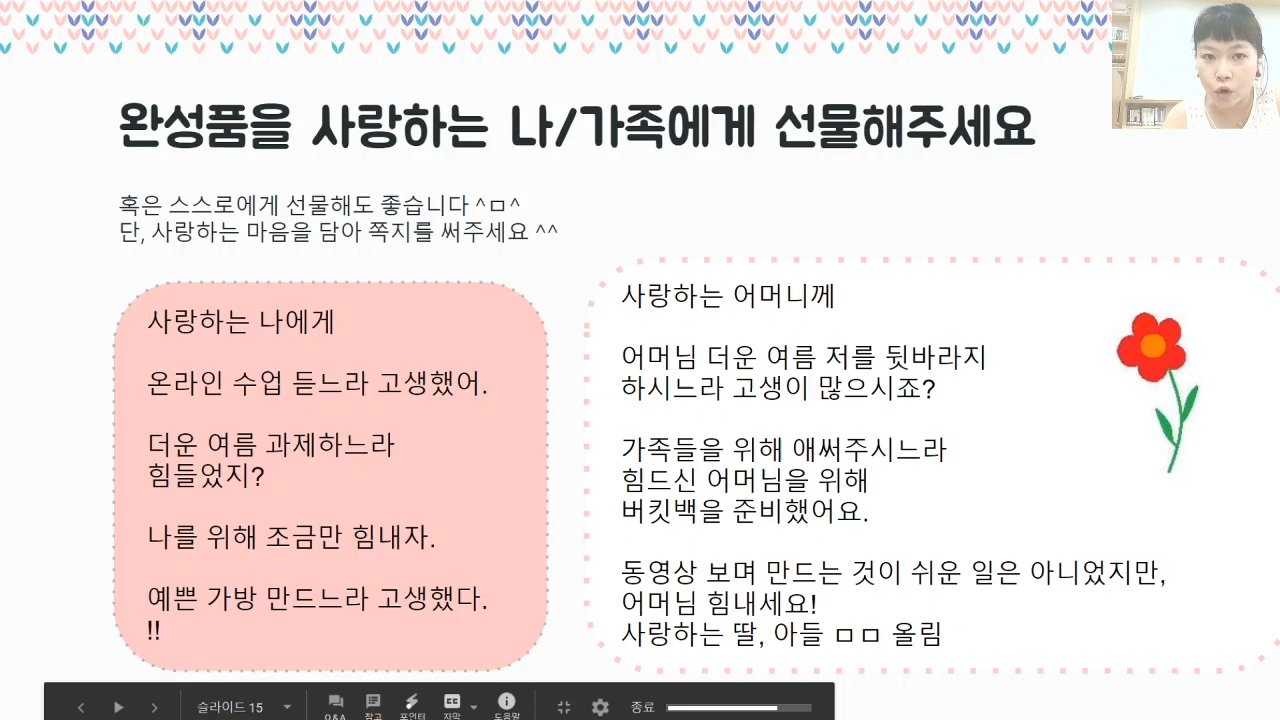 완성품을 사랑하는 나/가족에게 선물해주세요
혹은 스스로에게 선물해도 좋습니다 ^ㅁ^
단, 사랑하는 마음을 담아 쪽지를 써주세요 ^^
사랑하는 나에게
온라인 수업 듣느라 고생했어.
더운 여름 과제하느라
힘들었지?
나를 위해 조금만 힘내자.
예쁜 가방 만드느라 고생했다.
!!
사랑하는 어머니께
어머님 더운 여름 저를 뒷바라지
하시느라 고생이 많으시죠?
가족들을 위해 애써주시느라
힘드신 어머님을 위해
버킷백을 준비했어요.
동영상 보며 만드는 것이 쉬운 일은 아니었지만,
어머님 힘내세요!
사랑하는 딸, 아들 ㅁㅁ 올림
슬라이드 15
Q&A 참고 포인터 자막 도움말
종료